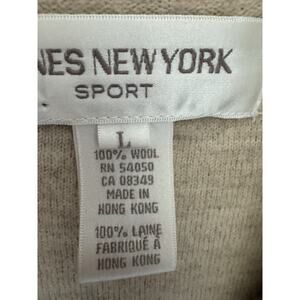 NES NEW YORK
SPORT
L
100% WOOL
RN 54050
CA 08349
MADE IN
HONG KONG
100% LAINE
FABRIQUÉ À
HONG KONG